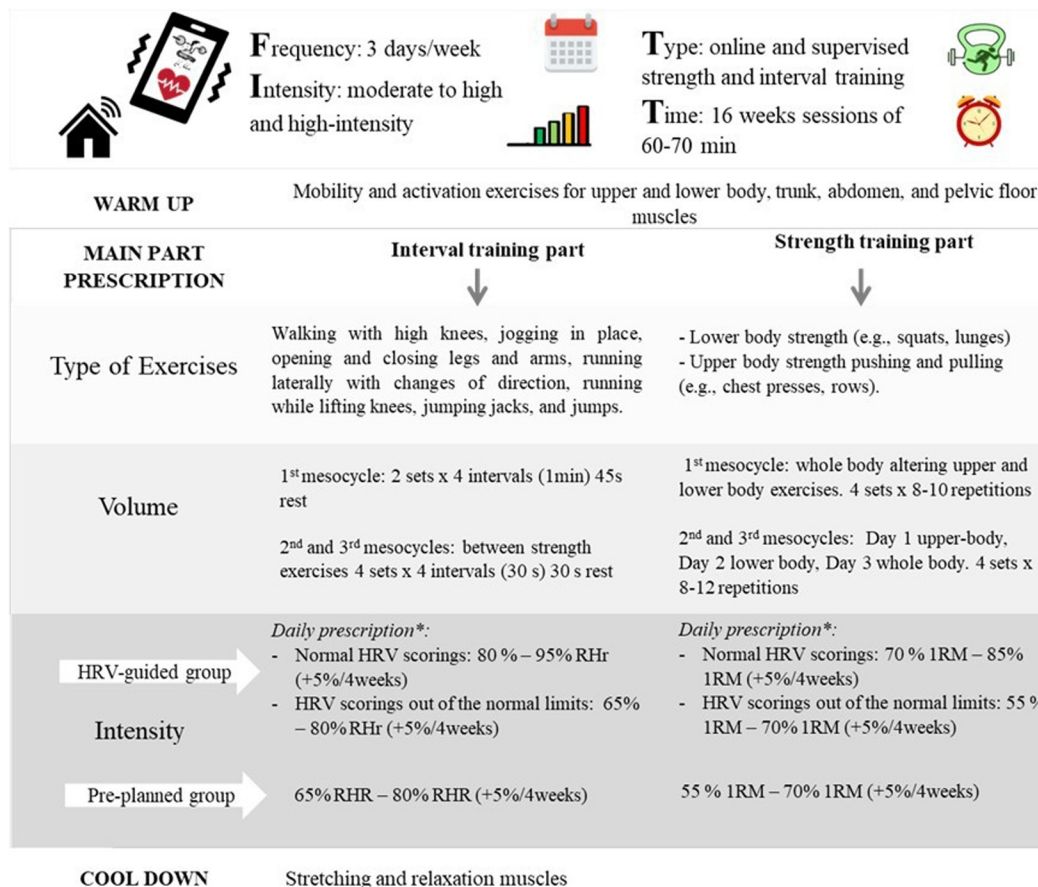 Frequency: 3 days/week
Intensity: moderate to high
and high-intensity
Type: online and supervised
strength and interval training
Time: 16 weeks sessions of
60-70 min
WARM UP
Mobility and activation exercises for upper and lower body, trunk, abdomen, and pelvic floor
muscles
MAIN PART
PRESCRIPTION
Interval training part
Strength training part
Type of Exercises
Walking with high knees, jogging in place,
opening and closing legs and arms, running
laterally with changes of direction, running
while lifting knees, jumping jacks, and jumps.
- Lower body strength (e.g., squats, lunges)
- Upper body strength pushing and pulling
(e.g., chest presses, rows).
Volume
1st mesocycle: 2 sets x 4 intervals (1min) 45s
rest
2nd and 3rd mesocycles: between strength
exercises 4 sets x 4 intervals (30 s) 30 s rest
1st mesocycle: whole body altering upper and
lower body exercises. 4 sets x 8-10 repetitions
2nd and 3rd mesocycles: Day 1 upper-body,
Day 2 lower body, Day 3 whole body. 4 sets x
8-12 repetitions
Intensity
HRV-guided group
Daily prescription*:
- Normal HRV scorings: 80 % – 95% RHr
(+5%/4weeks)
- HRV scorings out of the normal limits: 65%
– 80% RHr (+5%/4weeks)
Daily prescription*:
- Normal HRV scorings: 70 % 1RM – 85%
1RM (+5%/4weeks)
- HRV scorings out of the normal limits: 55 %
1RM – 70% 1RM (+5%/4weeks)
Pre-planned group
65% RHR – 80% RHR (+5%/4weeks)
55 % 1RM – 70% 1RM (+5%/4weeks)
COOL DOWN
Stretching and relaxation muscles